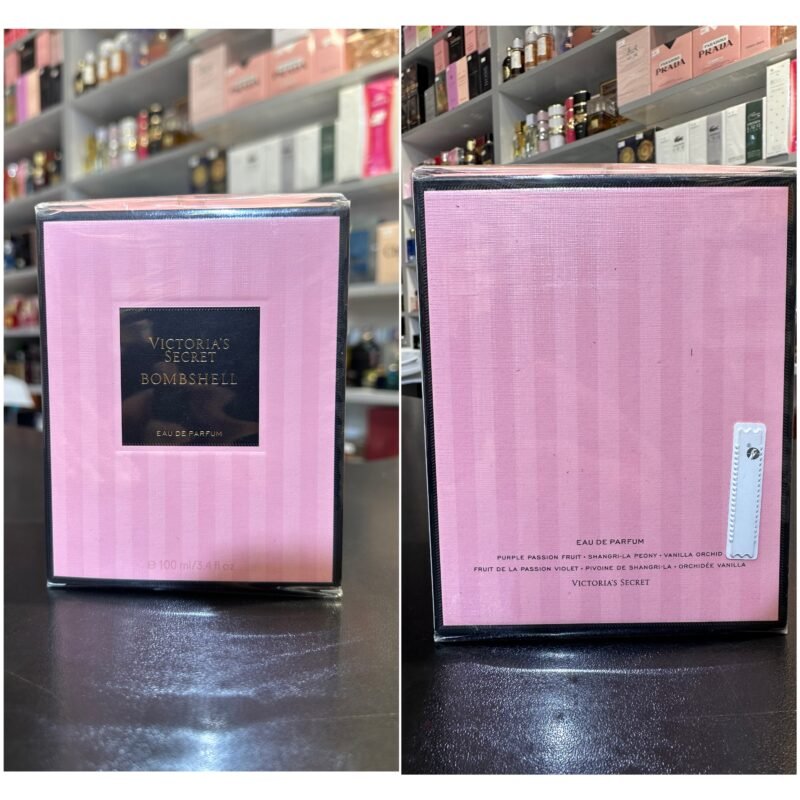 PRADA
VICTORIA'S
SECRET
BOMBSHELL
EAU DE PARFUM
℮ 100 ml/3.4 fl oz
PRADA
PRADA
EAU DE PARFUM
PURPLE PASSION FRUIT • SHANGRI-LA PEONY • VANILLA ORCHID
FRUIT DE LA PASSION VIOLET • PIVOINE DE SHANGRI-LA • ORCHIDÉE VANILLA
VICTORIA'S SECRET